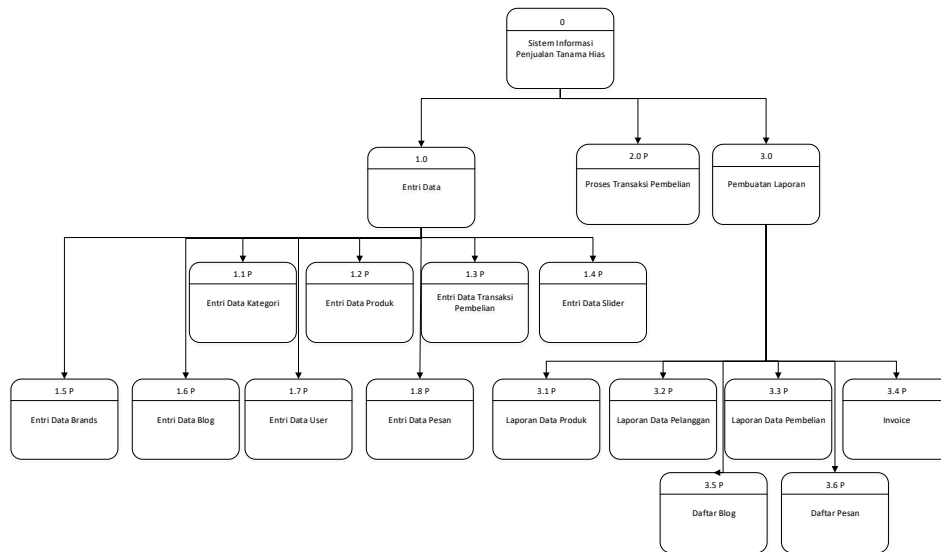 0
Sistem Informasi
Penjualan Tanama Hias
1.0
Entri Data
2.0 P
Proses Transaksi Pembelian
3.0
Pembuatan Laporan
1.1 P
Entri Data Kategori
1.2 P
Entri Data Produk
1.3 P
Entri Data Transaksi
Pembelian
1.4 P
Entri Data Slider
1.5 P
Entri Data Brands
1.6 P
Entri Data Blog
1.7 P
Entri Data User
1.8 P
Entri Data Pesan
3.1 P
Laporan Data Produk
3.2 P
Laporan Data Pelanggan
3.3 P
Laporan Data Pembelian
3.4 P
Invoice
3.5 P
Daftar Blog
3.6 P
Daftar Pesan